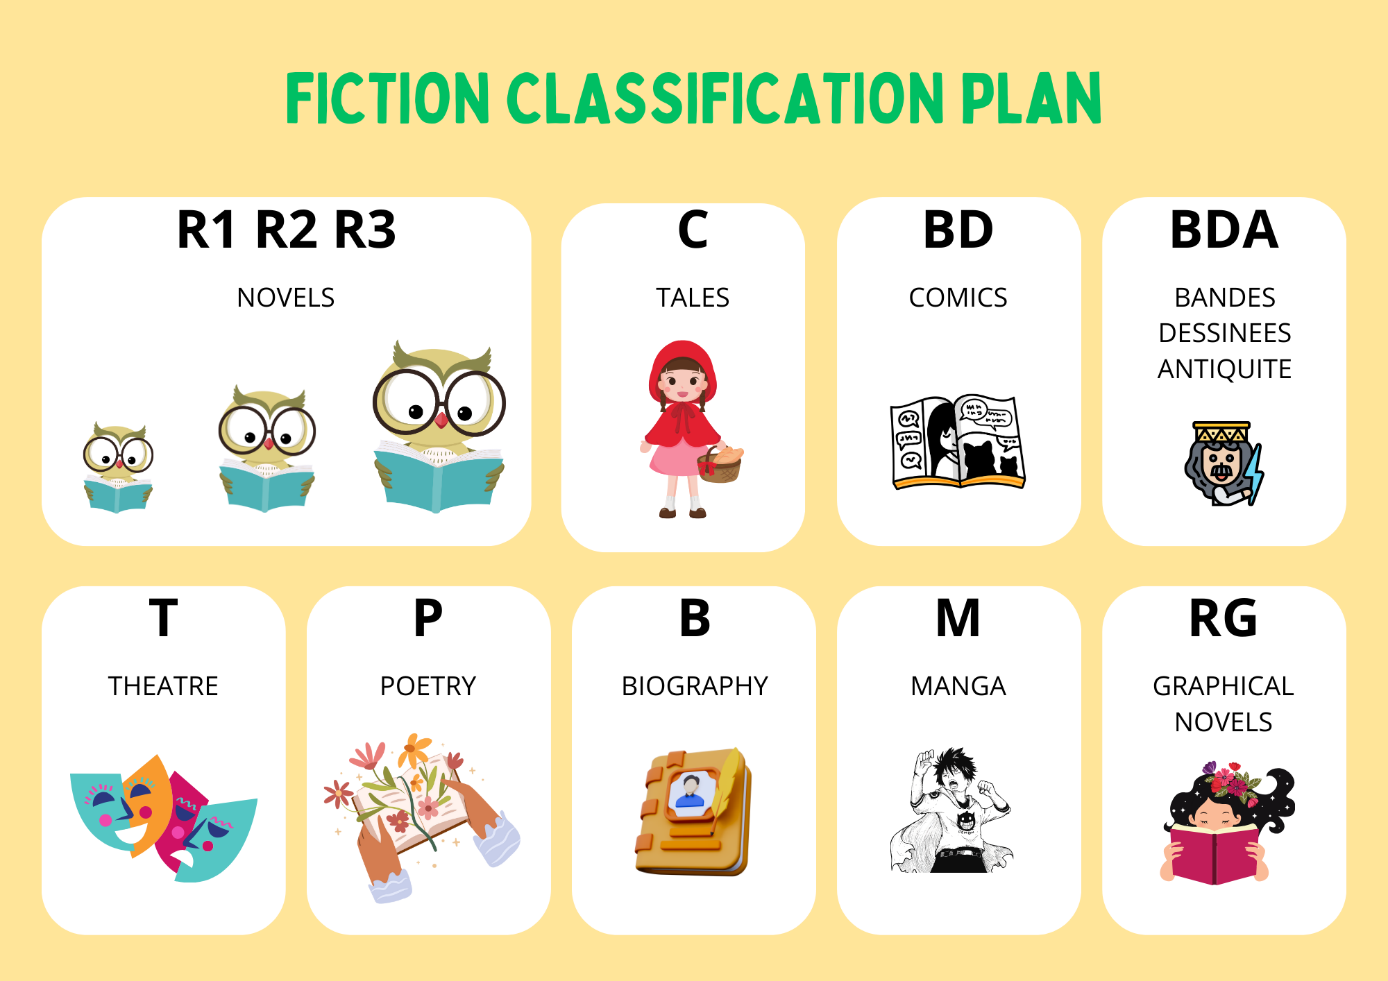 FICTION CLASSIFICATION PLAN
R1 R2 R3
NOVELS
C
TALES
BD
COMICS
BDA
BANDES
DESSINEES
ANTIQUITE
T
THEATRE
P
POETRY
B
BIOGRAPHY
M
MANGA
RG
GRAPHICAL
NOVELS